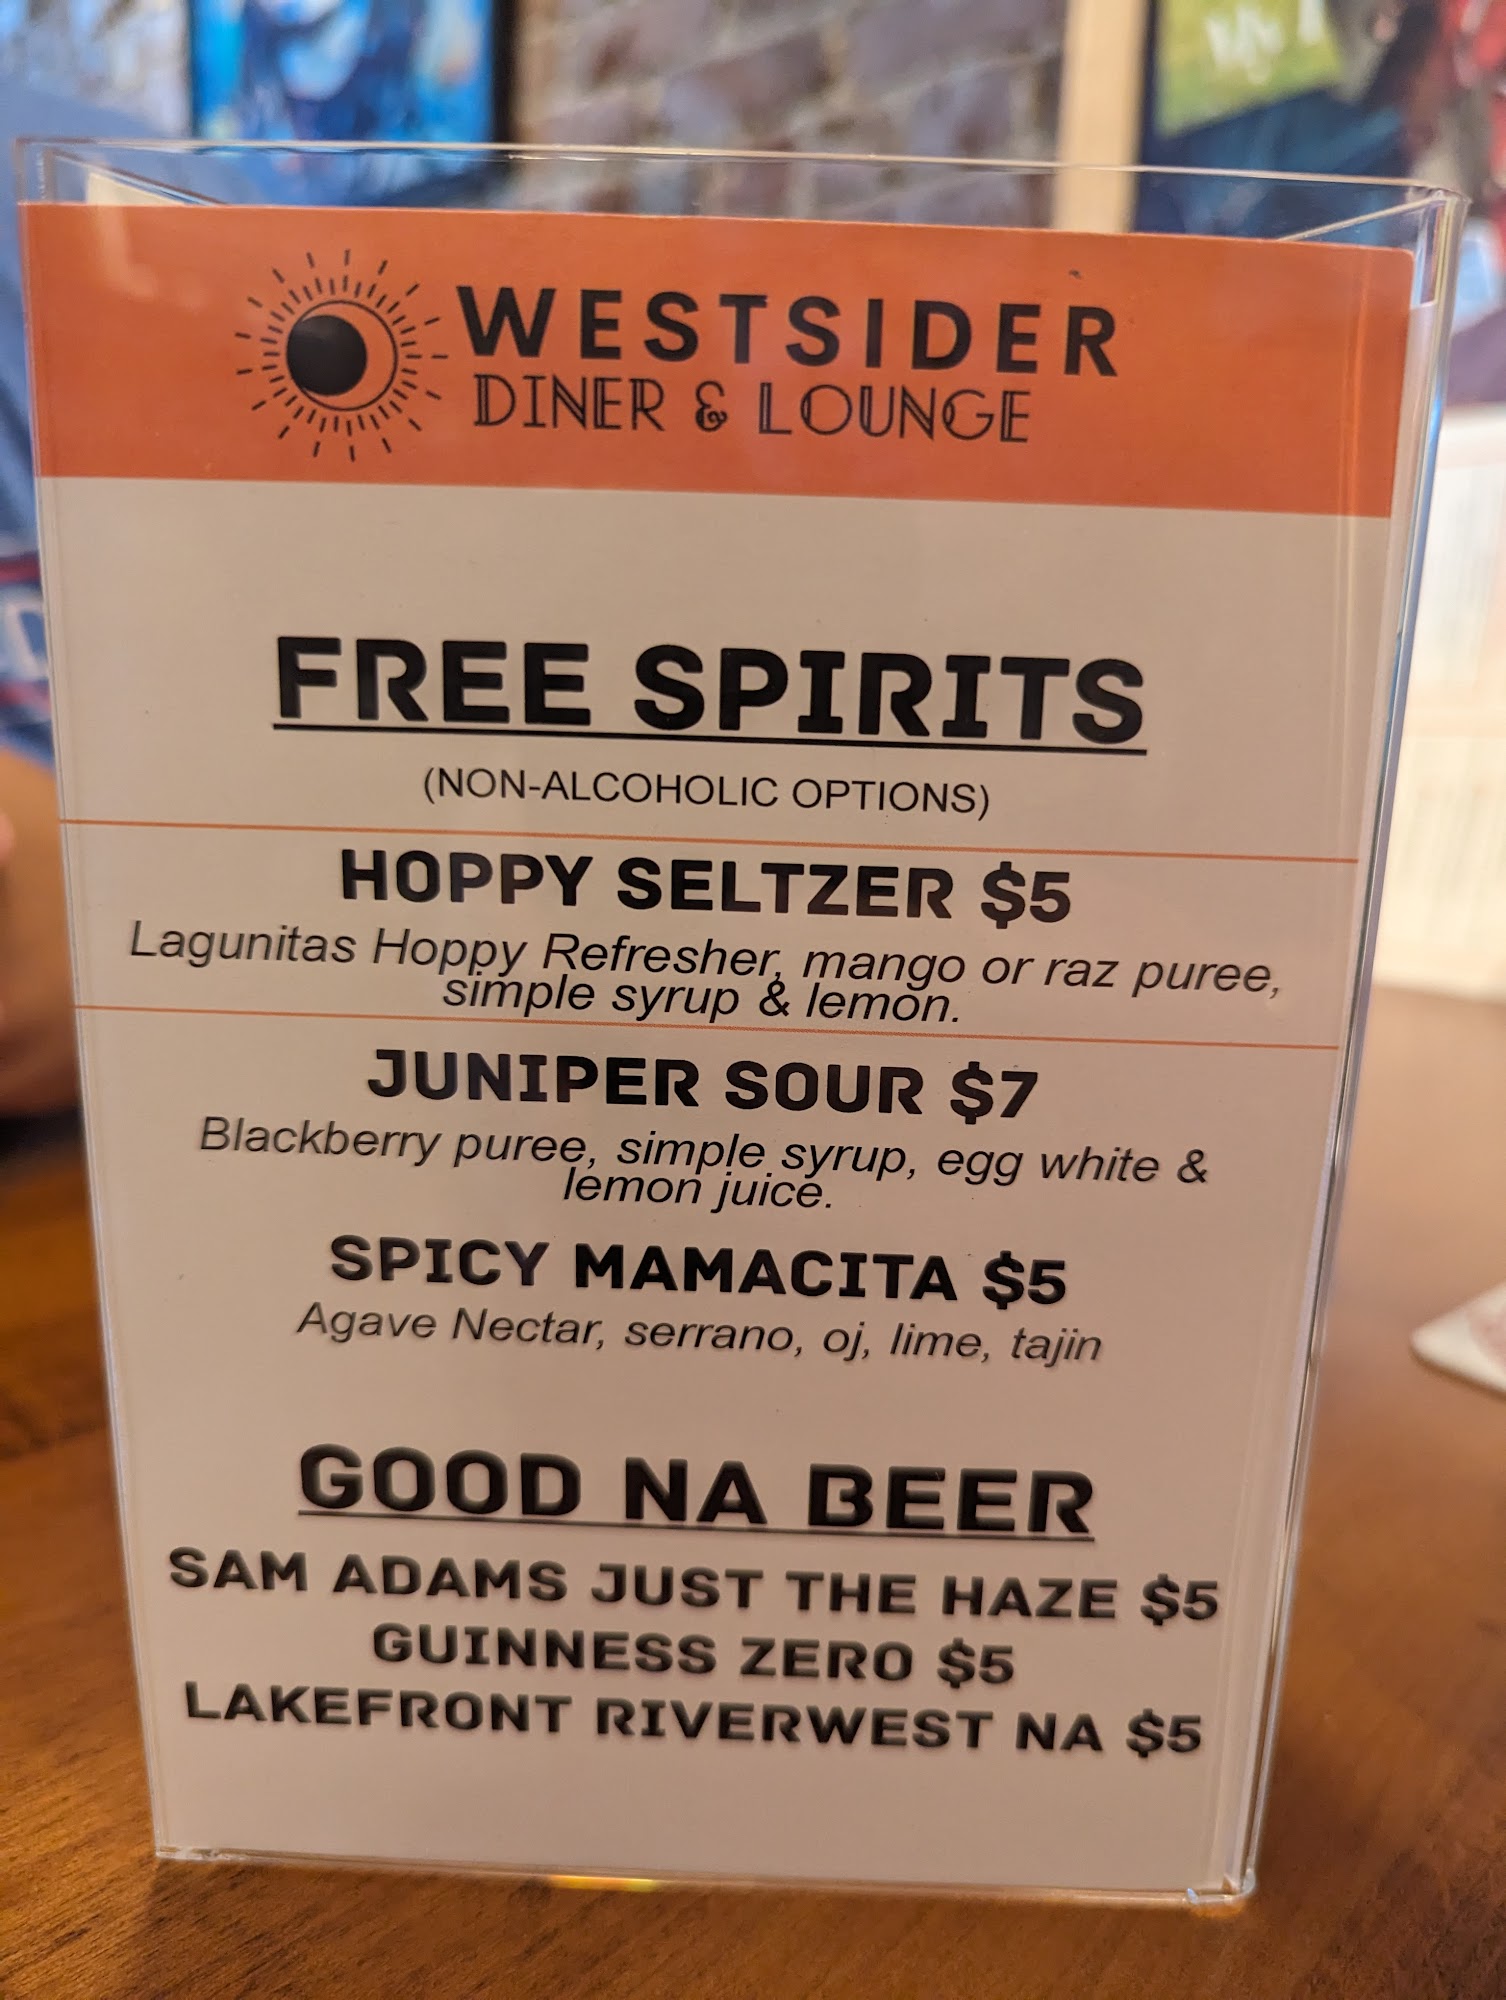 WESTSIDER
DINER & LOUNGE
FREE SPIRITS
(NON-ALCOHOLIC OPTIONS)
HOPPY SELTZER $5
Lagunitas Hoppy Refresher, mango or raz puree,
simple syrup & lemon.
JUNIPER SOUR $7
Blackberry puree, simple syrup, egg white &
lemon juice.
SPICY MAMACITA $5
Agave Nectar, serrano, oj, lime, tajin
GOOD NA BEER
SAM ADAMS JUST THE HAZE $5
GUINNESS ZERO $5
LAKEFRONT RIVERWEST NA $5